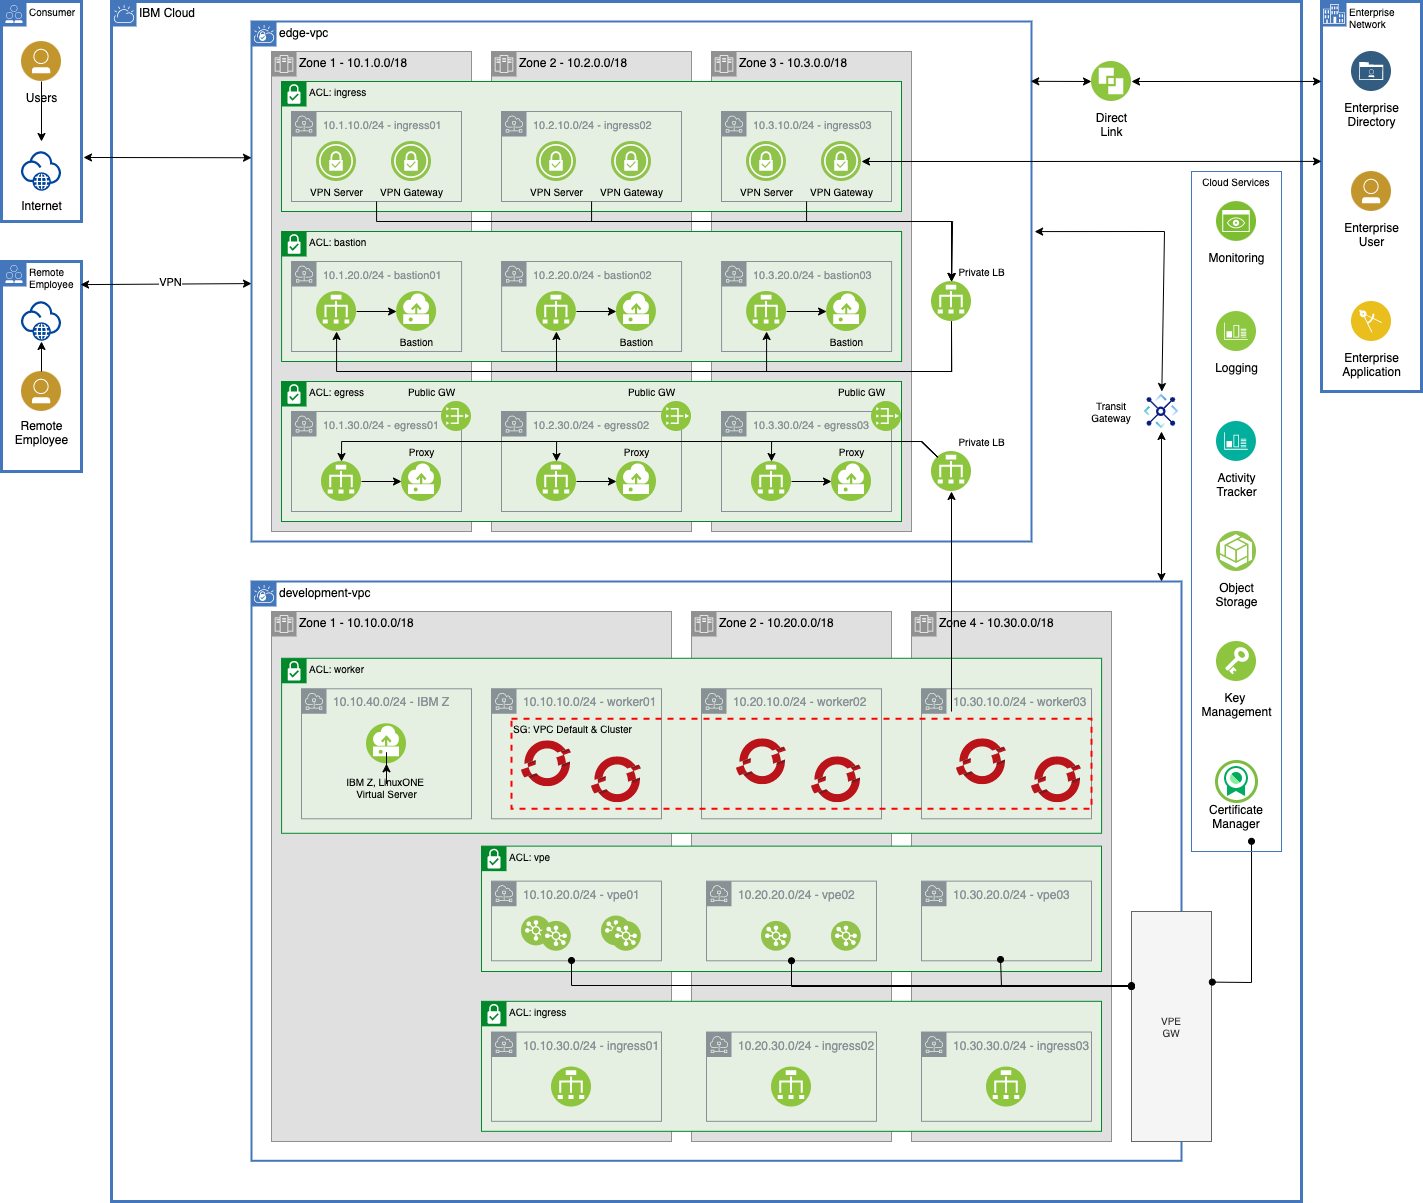 Consumer
Users
Internet
Remote
Employee
Remote
Employee
VPN
IBM Cloud
edge-vpc
Zone 1 - 10.1.0.0/18
Zone 2 - 10.2.0.0/18
Zone 3 - 10.3.0.0/18
ACL: ingress
10.1.10.0/24 - ingress01
10.2.10.0/24 - ingress02
10.3.10.0/24 - ingress03
VPN Server
VPN Gateway
VPN Server
VPN Gateway
VPN Server
VPN Gateway
ACL: bastion
10.1.20.0/24 - bastion01
10.2.20.0/24 - bastion02
10.3.20.0/24 - bastion03
Bastion
Bastion
Bastion
Private LB
ACL: egress
Public GW
Public GW
Public GW
10.1.30.0/24 - egress01
10.2.30.0/24 - egress02
10.3.30.0/24 - egress03
Proxy
Proxy
Proxy
Private LB
Direct
Link
Transit
Gateway
Enterprise
Network
Enterprise
Directory
Enterprise
User
Enterprise
Application
Cloud Services
Monitoring
Logging
Activity
Tracker
Object
Storage
Key
Management
Certificate
Manager
development-vpc
Zone 1 - 10.10.0.0/18
Zone 2 - 10.20.0.0/18
Zone 4 - 10.30.0.0/18
ACL: worker
10.10.40.0/24 - IBM Z
10.10.10.0/24 - worker01
10.20.10.0/24 - worker02
10.30.10.0/24 - worker03
SG: VPC Default & Cluster
IBM Z, LinuxONE
Virtual Server
ACL: vpe
10.10.20.0/24 - vpe01
10.20.20.0/24 - vpe02
10.30.20.0/24 - vpe03
ACL: ingress
10.10.30.0/24 - ingress01
10.20.30.0/24 - ingress02
10.30.30.0/24 - ingress03
VPE
GW